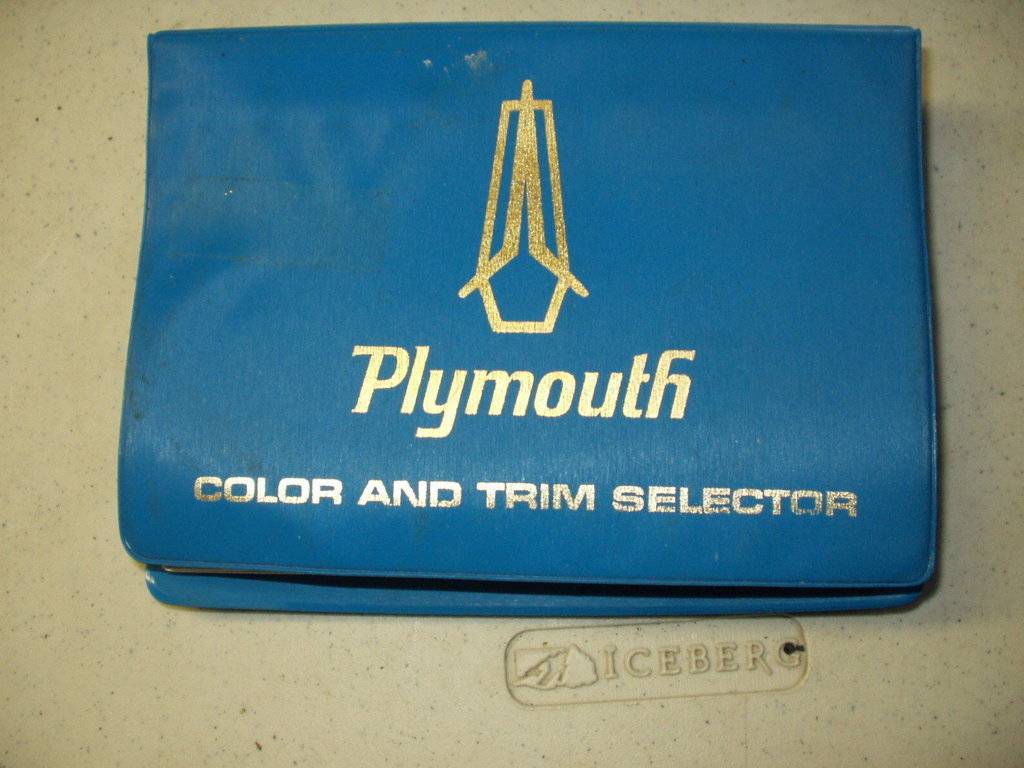 Plymouth
COLOR AND TRIM SELECTOR
ICEBERG